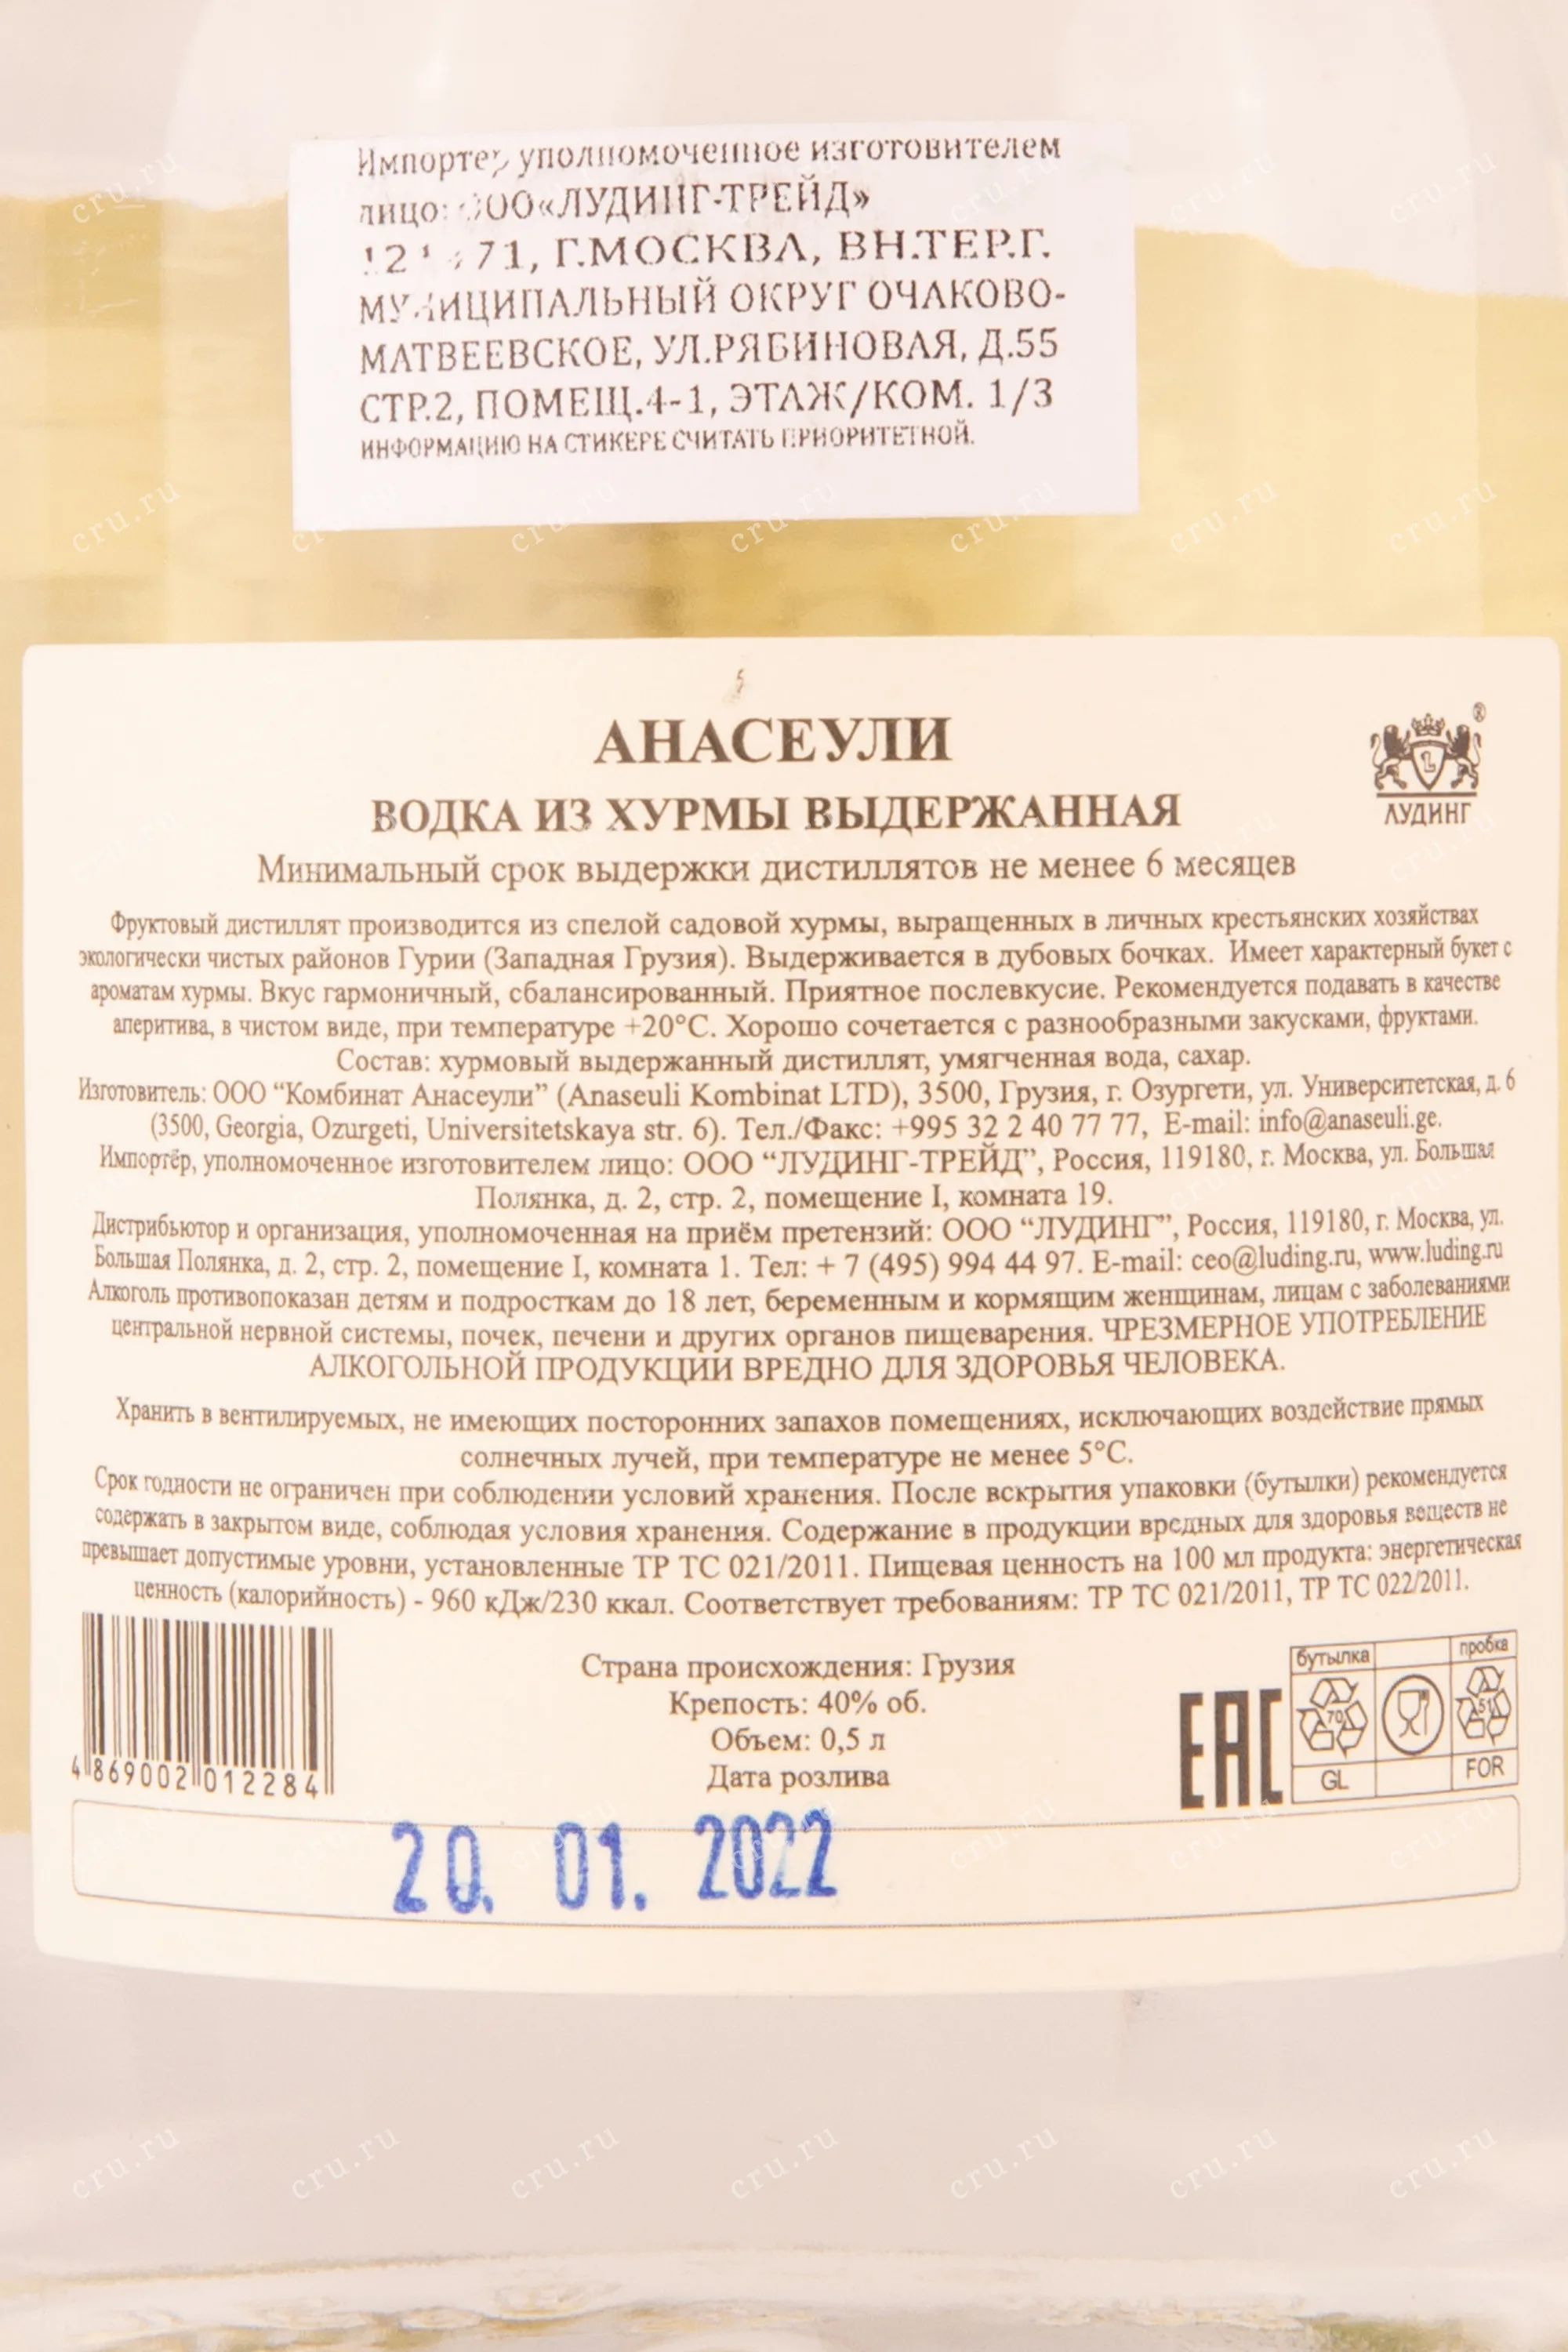 Импортер уполномоченное изготовителем
лицо: ООО«ЛУДИНГ-ТРЕЙД»
71, Г.МОСКВА, ВН.ТЕР.Г.
МУНИЦИПАЛЬНЫЙ ОКРУГ ОЧАКОВО-
МАТВЕЕВСКОЕ, УЛ.РЯБИНОВАЯ, Д.55
СТР.2, ПОМЕЩ.4-1, ЭТАЖ/КОМ. 1/3
ИНФОРМАЦИЮ НА СТИКЕРЕ СЧИТАТЬ ПРИОРИТЕТНОЙ.
АНАСЕУЛИ
ВОДКА ИЗ ХУРМЫ ВЫДЕРЖАННАЯ
Минимальный срок выдержки дистиллятов не менее 6 месяцев
®
ЛУДИНГ
Фруктовый дистиллят производится из спелой садовой хурмы, выращенных в личных крестьянских хозяйствах
экологически чистых районов Гурии (Западная Грузия). Выдерживается в дубовых бочках. Имеет характерный букет с
ароматам хурмы. Вкус гармоничный, сбалансированный. Приятное послевкусие. Рекомендуется подавать в качестве
аперитива, в чистом виде, при температуре +20°С. Хорошо сочетается с разнообразными закусками, фруктами.
Состав: хурмовый выдержанный дистиллят, умягченная вода, сахар.
Изготовитель: ООО “Комбинат Анасеули” (Anaseuli Kombinat LTD), 3500, Грузия, г. Озургети, ул. Университетская, д. 6
(3500, Georgia, Ozurgeti, Universitetskaya str. 6). Тел./Факс: +995 32 2 40 77 77, E-mail: info@anaseuli.ge.
Импортёр, уполномоченное изготовителем лицо: ООО “ЛУДИНГ-ТРЕЙД”, Россия, 119180, г. Москва, ул. Большая
Полянка, д. 2, стр. 2, помещение I, комната 19.
Дистрибьютор и организация, уполномоченная на приём претензий: ООО “ЛУДИНГ”, Россия, 119180, г. Москва, ул.
Большая Полянка, д. 2, стр. 2, помещение I, комната 1. Тел: + 7 (495) 994 44 97. E-mail: ceo@luding.ru, www.luding.ru
Алкоголь противопоказан детям и подросткам до 18 лет, беременным и кормящим женщинам, лицам с заболеваниями
центральной нервной системы, почек, печени и других органов пищеварения. ЧРЕЗМЕРНОЕ УПОТРЕБЛЕНИЕ
АЛКОГОЛЬНОЙ ПРОДУКЦИИ ВРЕДНО ДЛЯ ЗДОРОВЬЯ ЧЕЛОВЕКА.
Хранить в вентилируемых, не имеющих посторонних запахов помещениях, исключающих воздействие прямых
солнечных лучей, при температуре не менее 5°С.
Срок годности не ограничен при соблюдении условий хранения. После вскрытия упаковки (бутылки) рекомендуется
содержать в закрытом виде, соблюдая условия хранения. Содержание в продукции вредных для здоровья веществ не
превышает допустимые уровни, установленные ТР ТС 021/2011. Пищевая ценность на 100 мл продукта: энергетическая
ценность (калорийность) - 960 кДж/230 ккал. Соответствует требованиям: ТР ТС 021/2011, ТР ТС 022/2011.
Страна происхождения: Грузия
Крепость: 40% об.
Объем: 0,5 л
Дата розлива
4 869002 012284
EAC
бутылка
пробка
70
51
GL
FOR
20. 01. 2022
cru.ru